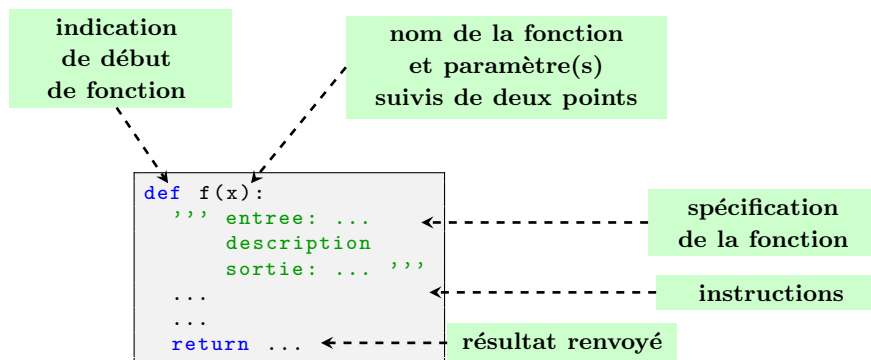 indication
de début
de fonction
nom de la fonction
et paramètre(s)
suivis de deux points
def f(x):
''' entree: ...
description
sortie: ... '''
...
...
return ...
spécification
de la fonction
instructions
résultat renvoyé